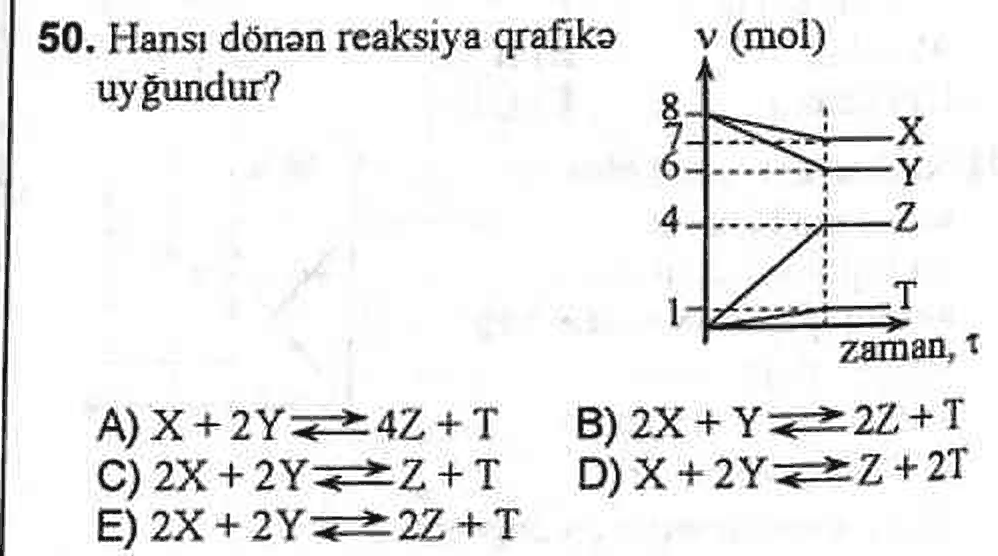 50. Hansı dönən reaksiya qrafikə
uyğundur?
ν (mol)
8
7
6
4
1
X
Y
Z
T
zaman, τ
A) X + 2Y ⇄ 4Z + T
B) 2X + Y ⇄ 2Z + T
C) 2X + 2Y ⇄ Z + T
D) X + 2Y ⇄ Z + 2T
E) 2X + 2Y ⇄ 2Z + T